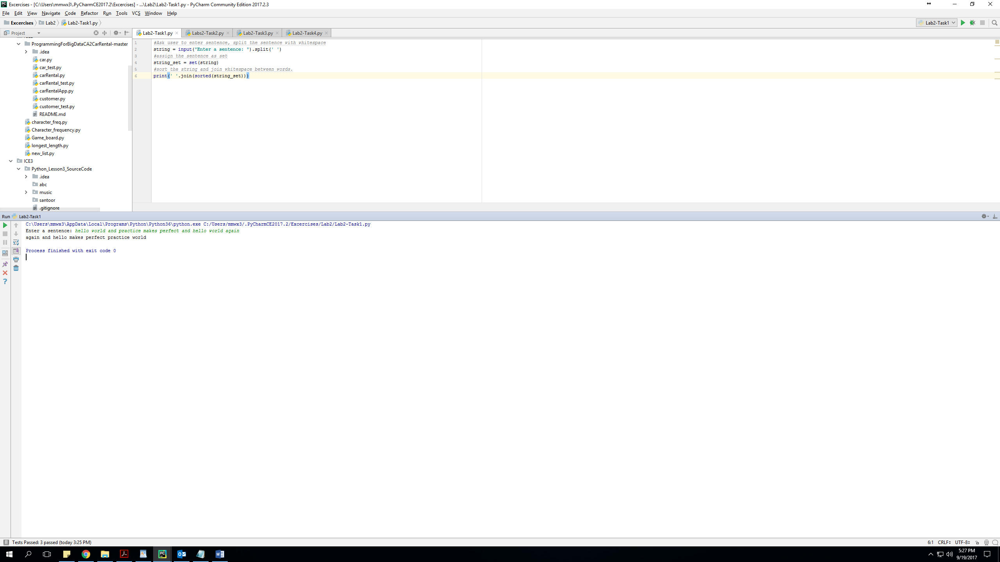 Excercises - [C:\Users\mmwx3\.PyCharmCE2017.2\Excercises] - ...\Lab2\Lab2-Task1.py - PyCharm Community Edition 2017.2.3
File Edit View Navigate Code Refactor Run Tools VCS Window Help
Excercises Lab2 Lab2-Task1.py Lab2-Task1
Project
Lab2-Task1.py Labs2-Task2.py Lab2-Task3.py Lab2-Task4.py
ProgrammingForBigDataCA2CarRental-master
.idea
car.py
car_test.py
carRental.py
carRental_test.py
carRentalApp.py
customer.py
customer_test.py
README.md
character_freq.py
Character_frequency.py
Game_board.py
longest_length.py
new_list.py
ICE3
Python_Lesson3_SourceCode
.idea
abc
music
santoor
.gitignore
1 #Ask user to enter sentence, split the sentence with whitespace
2 string = input("Enter a sentence: ").split(' ')
3 #assign the sentence as set
4 string_set = set(string)
5 #sort the string and join whitespace between words.
6 print(' '.join(sorted(string_set)))
Run Lab2-Task1
C:\Users\mmwx3\AppData\Local\Programs\Python\Python36\python.exe C:/Users/mmwx3/.PyCharmCE2017.2/Excercises/Lab2/Lab2-Task1.py
Enter a sentence: hello world and practice makes perfect and hello world again
again and hello makes perfect practice world
Process finished with exit code 0
Tests Passed: 3 passed (today 3:25 PM)
6:1 CRLF UTF-8
5:27 PM
9/19/2017